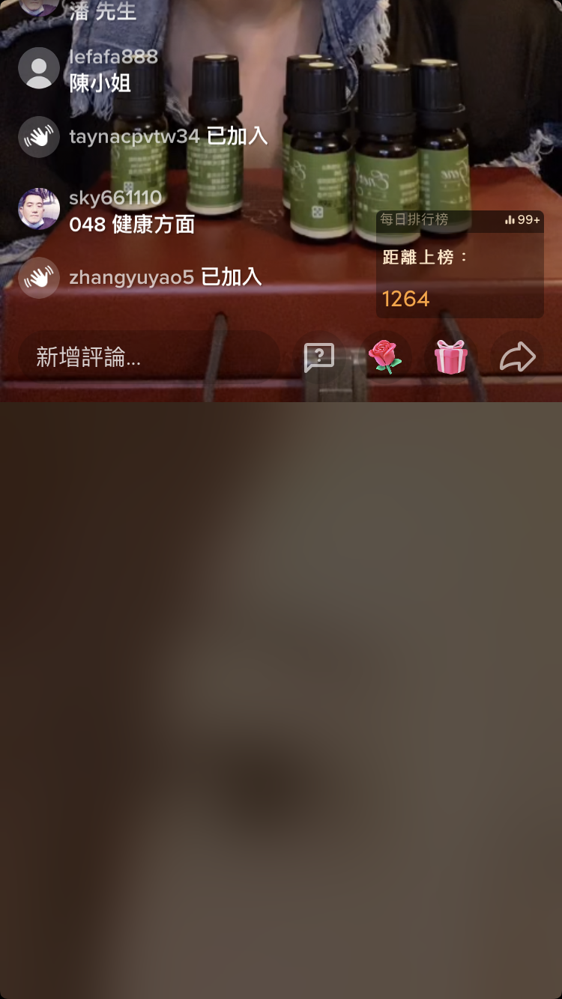 潘 先生
lefafa888
陳小姐
taynacpvtw34 已加入
sky661110
048 健康方面
zhangyuyao5 已加入
每日排行榜 99+
距離上榜：
1264
新增評論...